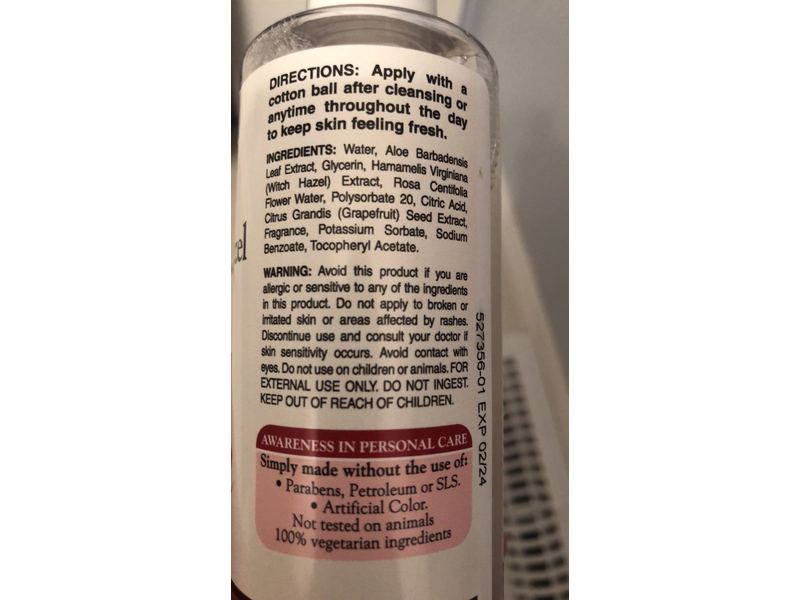 DIRECTIONS: Apply with a
cotton ball after cleansing or
anytime throughout the day
to keep skin feeling fresh.
INGREDIENTS: Water, Aloe Barbadensis
Leaf Extract, Glycerin, Hamamelis Virginiana
(Witch Hazel) Extract, Rosa Centifolia
Flower Water, Polysorbate 20, Citric Acid,
Citrus Grandis (Grapefruit) Seed Extract,
Fragrance, Potassium Sorbate, Sodium
Benzoate, Tocopheryl Acetate.
WARNING: Avoid this product if you are
allergic or sensitive to any of the ingredients
in this product. Do not apply to broken or
irritated skin or areas affected by rashes.
Discontinue use and consult your doctor if
skin sensitivity occurs. Avoid contact with
eyes. Do not use on children or animals. FOR
EXTERNAL USE ONLY. DO NOT INGEST.
KEEP OUT OF REACH OF CHILDREN.
AWARENESS IN PERSONAL CARE
Simply made without the use of:
• Parabens, Petroleum or SLS.
• Artificial Color.
Not tested on animals
100% vegetarian ingredients
527356-01 EXP 02/24